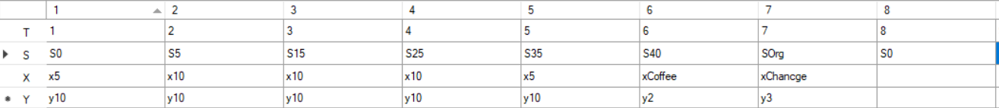 1 2 3 4 5 6 7 8
T 1 2 3 4 5 6 7 8
S S0 S5 S15 S25 S35 S40 SOrg S0
X x5 x10 x10 x10 x5 xCoffee xChancge
Y y10 y10 y10 y10 y10 y2 y3